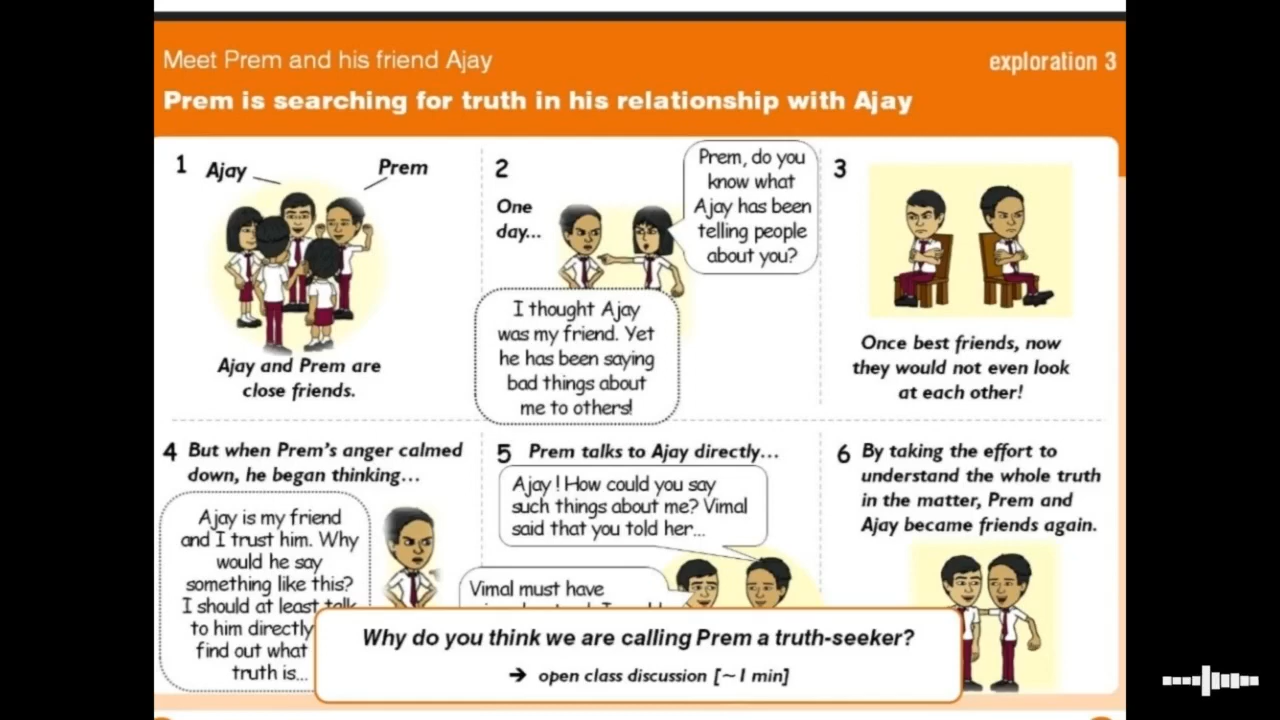 Meet Prem and his friend Ajay
exploration 3
Prem is searching for truth in his relationship with Ajay
1
Ajay
Prem
Ajay and Prem are
close friends.
2
One
day...
Prem, do you
know what
Ajay has been
telling people
about you?
I thought Ajay
was my friend. Yet
he has been saying
bad things about
me to others!
3
Once best friends, now
they would not even look
at each other!
4 But when Prem's anger calmed
down, he began thinking...
Ajay is my friend
and I trust him. Why
would he say
something like this?
I should at least talk
to him directly
find out what
truth is...
5 Prem talks to Ajay directly...
Ajay! How could you say
such things about me? Vimal
said that you told her...
Vimal must have
6 By taking the effort to
understand the whole truth
in the matter, Prem and
Ajay became friends again.
Why do you think we are calling Prem a truth-seeker?
→ open class discussion [~1 min]